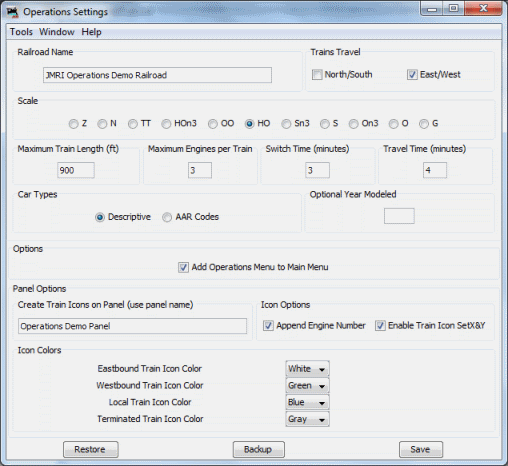 Operations Settings
Tools Window Help
Railroad Name
Trains Travel
JMRI Operations Demo Railroad
North/South East/West
Scale
Z N TT HOn3 OO HO Sn3 S On3 O G
Maximum Train Length (ft) Maximum Engines per Train Switch Time (minutes) Travel Time (minutes)
900 3 3 4
Car Types Optional Year Modeled
Descriptive AAR Codes
Options
Add Operations Menu to Main Menu
Panel Options
Create Train Icons on Panel (use panel name) Icon Options
Operations Demo Panel Append Engine Number Enable Train Icon SetX&Y
Icon Colors
Eastbound Train Icon Color White
Westbound Train Icon Color Green
Local Train Icon Color Blue
Terminated Train Icon Color Gray
Restore Backup Save